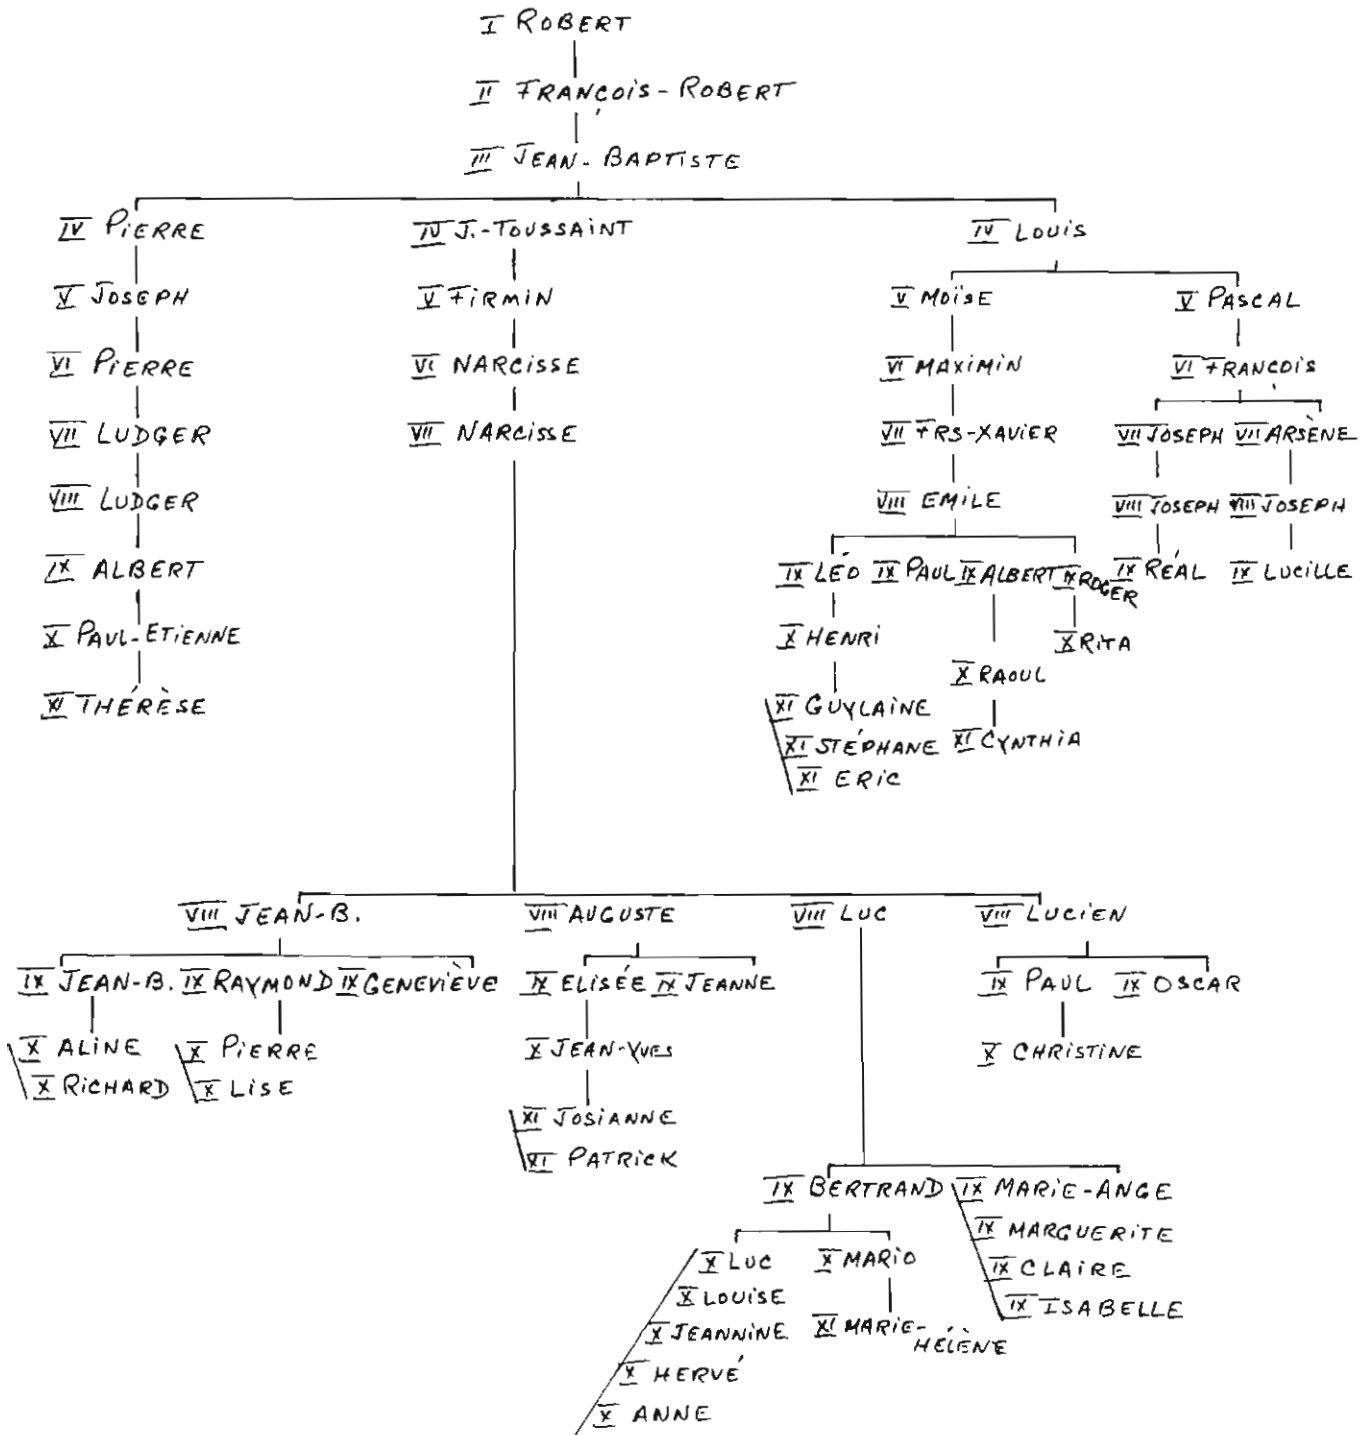 I ROBERT
II FRANÇOIS-ROBERT
III JEAN-BAPTISTE
IV PIERRE IV J.-TOUSSAINT IV LOUIS
V JOSEPH V FIRMIN V MOÏSE V PASCAL
VI PIERRE VI NARCISSE VI MAXIMIN VI FRANÇOIS
VII LUDGER VII NARCISSE VII FRS-XAVIER VII JOSEPH VII ARSÈNE
VIII LUDGER VIII EMILE VIII JOSEPH VIII JOSEPH
IX ALBERT IX LÉO IX PAUL IX ALBERT IX ROGER IX RÉAL IX LUCILLE
X PAUL-ETIENNE X HENRI X RITA
X RAOUL
XI THÉRÈSE XI GUYLAINE
XI STÉPHANE XI CYNTHIA
XI ERIC
VIII JEAN-B. VIII AUGUSTE VIII LUC VIII LUCIEN
IX JEAN-B. IX RAYMOND IX GENEVIÈVE IX ELISÉE IX JEANNE IX PAUL IX OSCAR
X ALINE X PIERRE X JEAN-YVES X CHRISTINE
X RICHARD X LISE
XI JOSIANNE
XI PATRICK
IX BERTRAND IX MARIE-ANGE
IX MARGUERITE
X LUC X MARIO IX CLAIRE
X LOUISE IX ISABELLE
X JEANNINE XI MARIE-HÉLÈNE
X HERVÉ
X ANNE